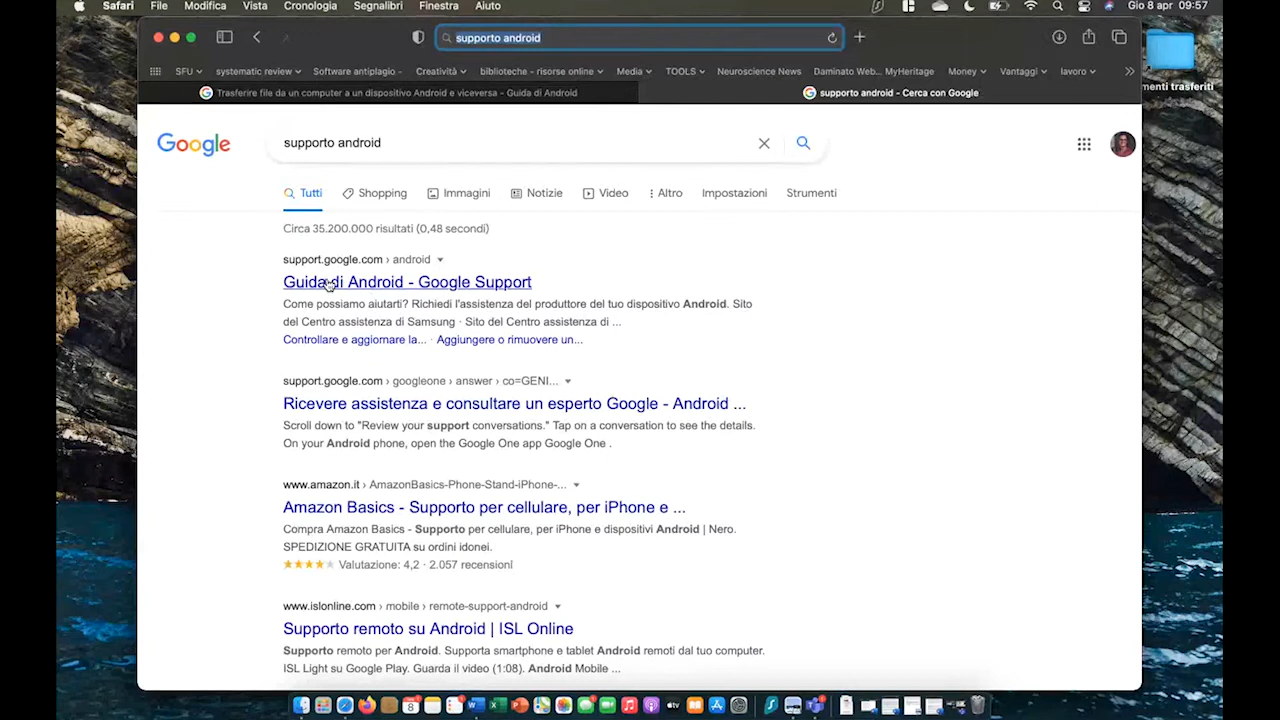 Safari File Modifica Vista Cronologia Segnalibri Finestra Aiuto Gio 8 apr 09:57
supporto android
SFU systematic review Software antiplagio - Creatività biblioteche - risorse online Media TOOLS Neuroscience News Daminato Web... MyHeritage Money Vantaggi lavoro
menti trasferiti
Trasferire file da un computer a un dispositivo Android e viceversa - Guida di Android supporto android - Cerca con Google
Google supporto android
Tutti Shopping Immagini Notizie Video Altro Impostazioni Strumenti
Circa 35.200.000 risultati (0,48 secondi)
support.google.com › android
Guida di Android - Google Support
Come possiamo aiutarti? Richiedi l'assistenza del produttore del tuo dispositivo Android. Sito
del Centro assistenza di Samsung · Sito del Centro assistenza di ...
Controllare e aggiornare la... · Aggiungere o rimuovere un...
support.google.com › googleone › answer › co=GENI...
Ricevere assistenza e consultare un esperto Google - Android ...
Scroll down to "Review your support conversations." Tap on a conversation to see the details.
On your Android phone, open the Google One app Google One .
www.amazon.it › AmazonBasics-Phone-Stand-iPhone-...
Amazon Basics - Supporto per cellulare, per iPhone e ...
Compra Amazon Basics - Supporto per cellulare, per iPhone e dispositivi Android | Nero.
SPEDIZIONE GRATUITA su ordini idonei.
Valutazione: 4,2 · 2.057 recensioni
www.islonline.com › mobile › remote-support-android
Supporto remoto su Android | ISL Online
Supporto remoto per Android. Supporta smartphone e tablet Android remoti dal tuo computer.
ISL Light su Google Play. Guarda il video (1:08). Android Mobile ...